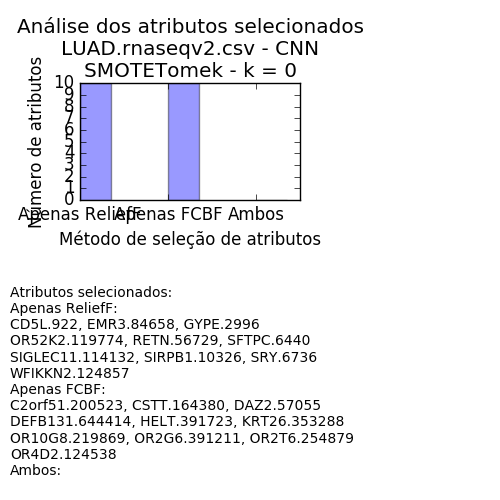 Análise dos atributos selecionados
LUAD.rnaseqv2.csv - CNN
SMOTETomek - k = 0
Número de atributos
10
9
8
7
6
5
4
3
2
1
0
Apenas ReliefF
Apenas FCBF
Ambos
Método de seleção de atributos
Atributos selecionados:
Apenas ReliefF:
CD5L.922, EMR3.84658, GYPE.2996
OR52K2.119774, RETN.56729, SFTPC.6440
SIGLEC11.114132, SIRPB1.10326, SRY.6736
WFIKKN2.124857
Apenas FCBF:
C2orf51.200523, CSTT.164380, DAZ2.57055
DEFB131.644414, HELT.391723, KRT26.353288
OR10G8.219869, OR2G6.391211, OR2T6.254879
OR4D2.124538
Ambos: